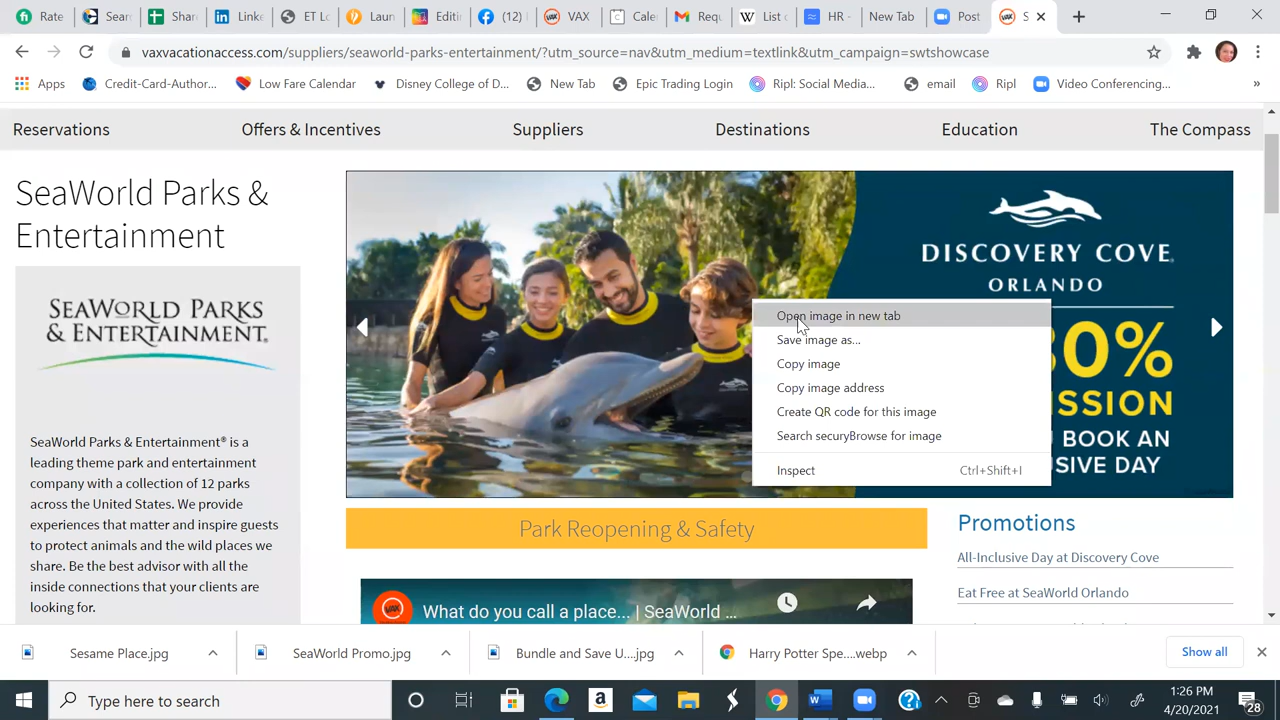 Rate
Sear
Share
Linke
ET Lo
Laun
Editi
(12)
VAX
Cale
Req
List o
HR -
New Tab
Post
S
vaxvacationaccess.com/suppliers/seaworld-parks-entertainment/?utm_source=nav&utm_medium=textlink&utm_campaign=swtshowcase
Apps
Credit-Card-Author...
Low Fare Calendar
Disney College of D...
New Tab
Epic Trading Login
Ripl: Social Media...
email
Ripl
Video Conferencing...
»
Reservations
Offers & Incentives
Suppliers
Destinations
Education
The Compass
SeaWorld Parks &
Entertainment
SEAWORLD PARKS
& ENTERTAINMENT.
SeaWorld Parks & Entertainment® is a
leading theme park and entertainment
company with a collection of 12 parks
across the United States. We provide
experiences that matter and inspire guests
to protect animals and the wild places we
share. Be the best advisor with all the
inside connections that your clients are
looking for.
DISCOVERY COVE.
ORLANDO
30%
ISSION
BOOK AN
SIVE DAY
Open image in new tab
Save image as...
Copy image
Copy image address
Create QR code for this image
Search securyBrowse for image
Inspect Ctrl+Shift+I
Park Reopening & Safety
VAX
What do you call a place... | SeaWorld ...
Promotions
All-Inclusive Day at Discovery Cove
Eat Free at SeaWorld Orlando
Sesame Place.jpg
SeaWorld Promo.jpg
Bundle and Save U....jpg
Harry Potter Spe....webp
Show all
Type here to search
1:26 PM
4/20/2021
28